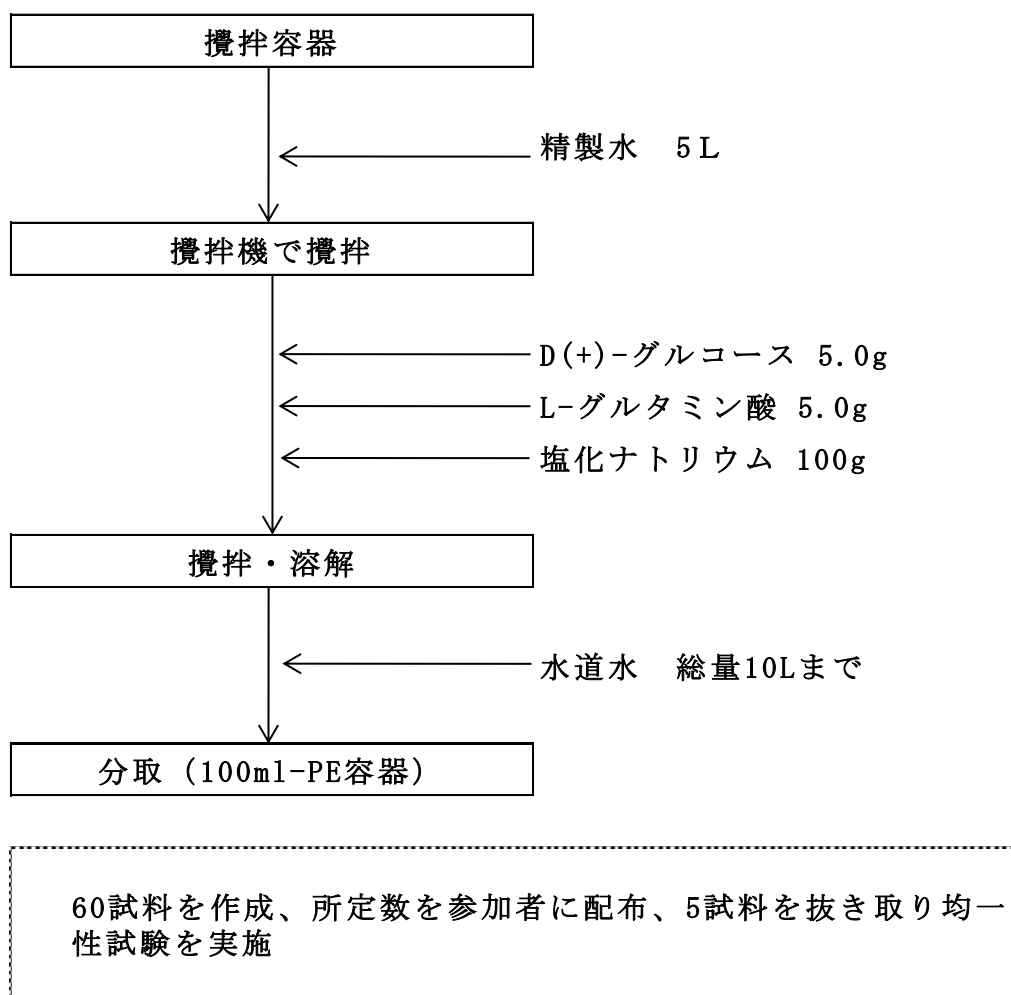 攪拌容器
精製水　5L
攪拌機で攪拌
D(+)-グルコース 5.0g
L-グルタミン酸 5.0g
塩化ナトリウム 100g
攪拌・溶解
水道水　総量10Lまで
分取（100ml-PE容器）
60試料を作成、所定数を参加者に配布、5試料を抜き取り均一
性試験を実施